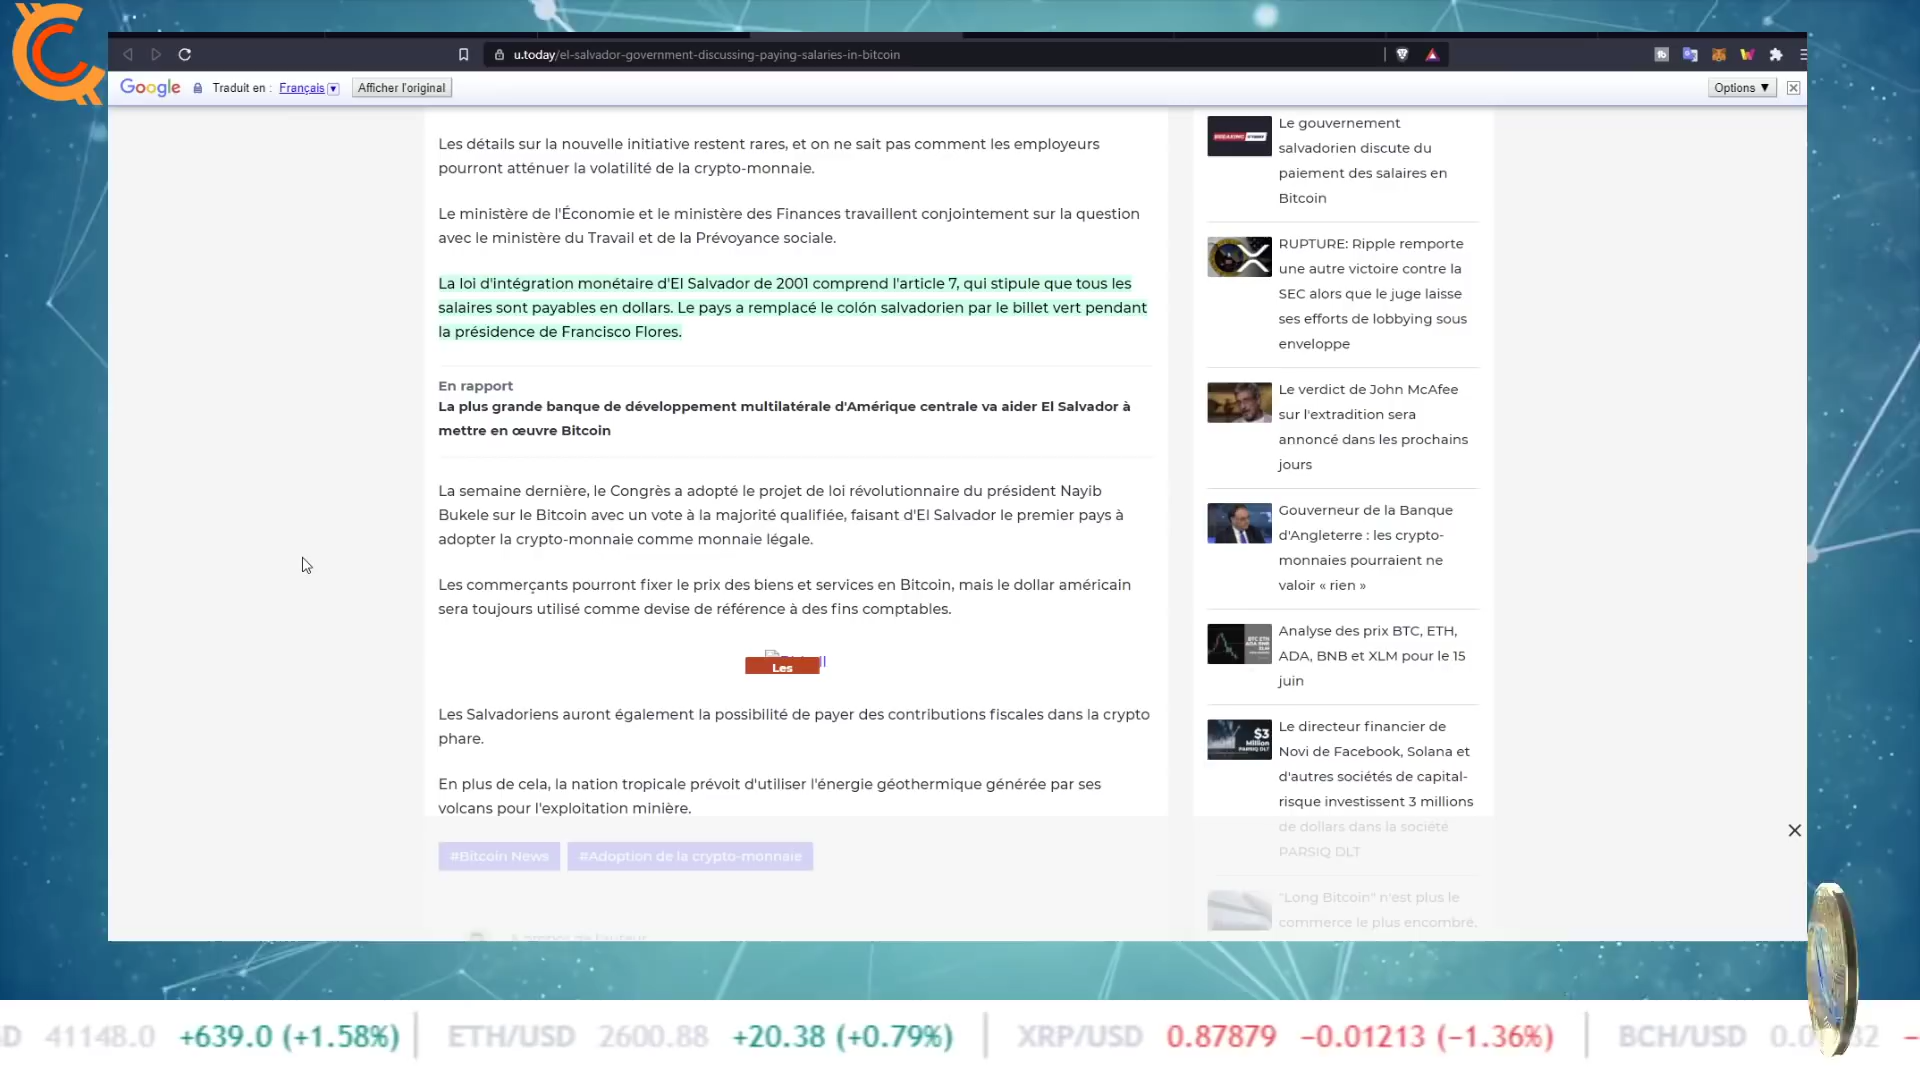 u.today/el-salvador-government-discussing-paying-salaries-in-bitcoin
Google Traduit en : Français Afficher l'original
Options ▼
Les détails sur la nouvelle initiative restent rares, et on ne sait pas comment les employeurs
pourront atténuer la volatilité de la crypto-monnaie.
Le ministère de l'Économie et le ministère des Finances travaillent conjointement sur la question
avec le ministère du Travail et de la Prévoyance sociale.
La loi d'intégration monétaire d'El Salvador de 2001 comprend l'article 7, qui stipule que tous les
salaires sont payables en dollars. Le pays a remplacé le colón salvadorien par le billet vert pendant
la présidence de Francisco Flores.
En rapport
La plus grande banque de développement multilatérale d'Amérique centrale va aider El Salvador à
mettre en œuvre Bitcoin
La semaine dernière, le Congrès a adopté le projet de loi révolutionnaire du président Nayib
Bukele sur le Bitcoin avec un vote à la majorité qualifiée, faisant d'El Salvador le premier pays à
adopter la crypto-monnaie comme monnaie légale.
Les commerçants pourront fixer le prix des biens et services en Bitcoin, mais le dollar américain
sera toujours utilisé comme devise de référence à des fins comptables.
Les
Les Salvadoriens auront également la possibilité de payer des contributions fiscales dans la crypto
phare.
En plus de cela, la nation tropicale prévoit d'utiliser l'énergie géothermique générée par ses
volcans pour l'exploitation minière.
#Bitcoin News #Adoption de la crypto-monnaie
Le gouvernement
salvadorien discute du
paiement des salaires en
Bitcoin
RUPTURE: Ripple remporte
une autre victoire contre la
SEC alors que le juge laisse
ses efforts de lobbying sous
enveloppe
Le verdict de John McAfee
sur l'extradition sera
annoncé dans les prochains
jours
Gouverneur de la Banque
d'Angleterre : les crypto-
monnaies pourraient ne
valoir « rien »
Analyse des prix BTC, ETH,
ADA, BNB et XLM pour le 15
juin
$3
Million
PARSIQ DLT
Le directeur financier de
Novi de Facebook, Solana et
d'autres sociétés de capital-
risque investissent 3 millions
de dollars dans la société
PARSIQ DLT
"Long Bitcoin" n'est plus le
commerce le plus encombré,
D 41148.0 +639.0 (+1.58%) ETH/USD 2600.88 +20.38 (+0.79%) XRP/USD 0.87879 −0.01213 (−1.36%) BCH/USD